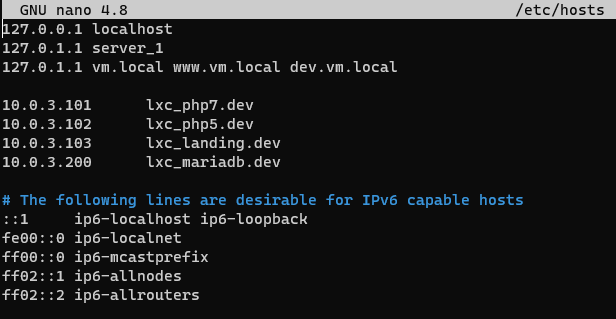 GNU nano 4.8 /etc/hosts
127.0.0.1 localhost
127.0.1.1 server_1
127.0.1.1 vm.local www.vm.local dev.vm.local
10.0.3.101 lxc_php7.dev
10.0.3.102 lxc_php5.dev
10.0.3.103 lxc_landing.dev
10.0.3.200 lxc_mariadb.dev
# The following lines are desirable for IPv6 capable hosts
::1 ip6-localhost ip6-loopback
fe00::0 ip6-localnet
ff00::0 ip6-mcastprefix
ff02::1 ip6-allnodes
ff02::2 ip6-allrouters